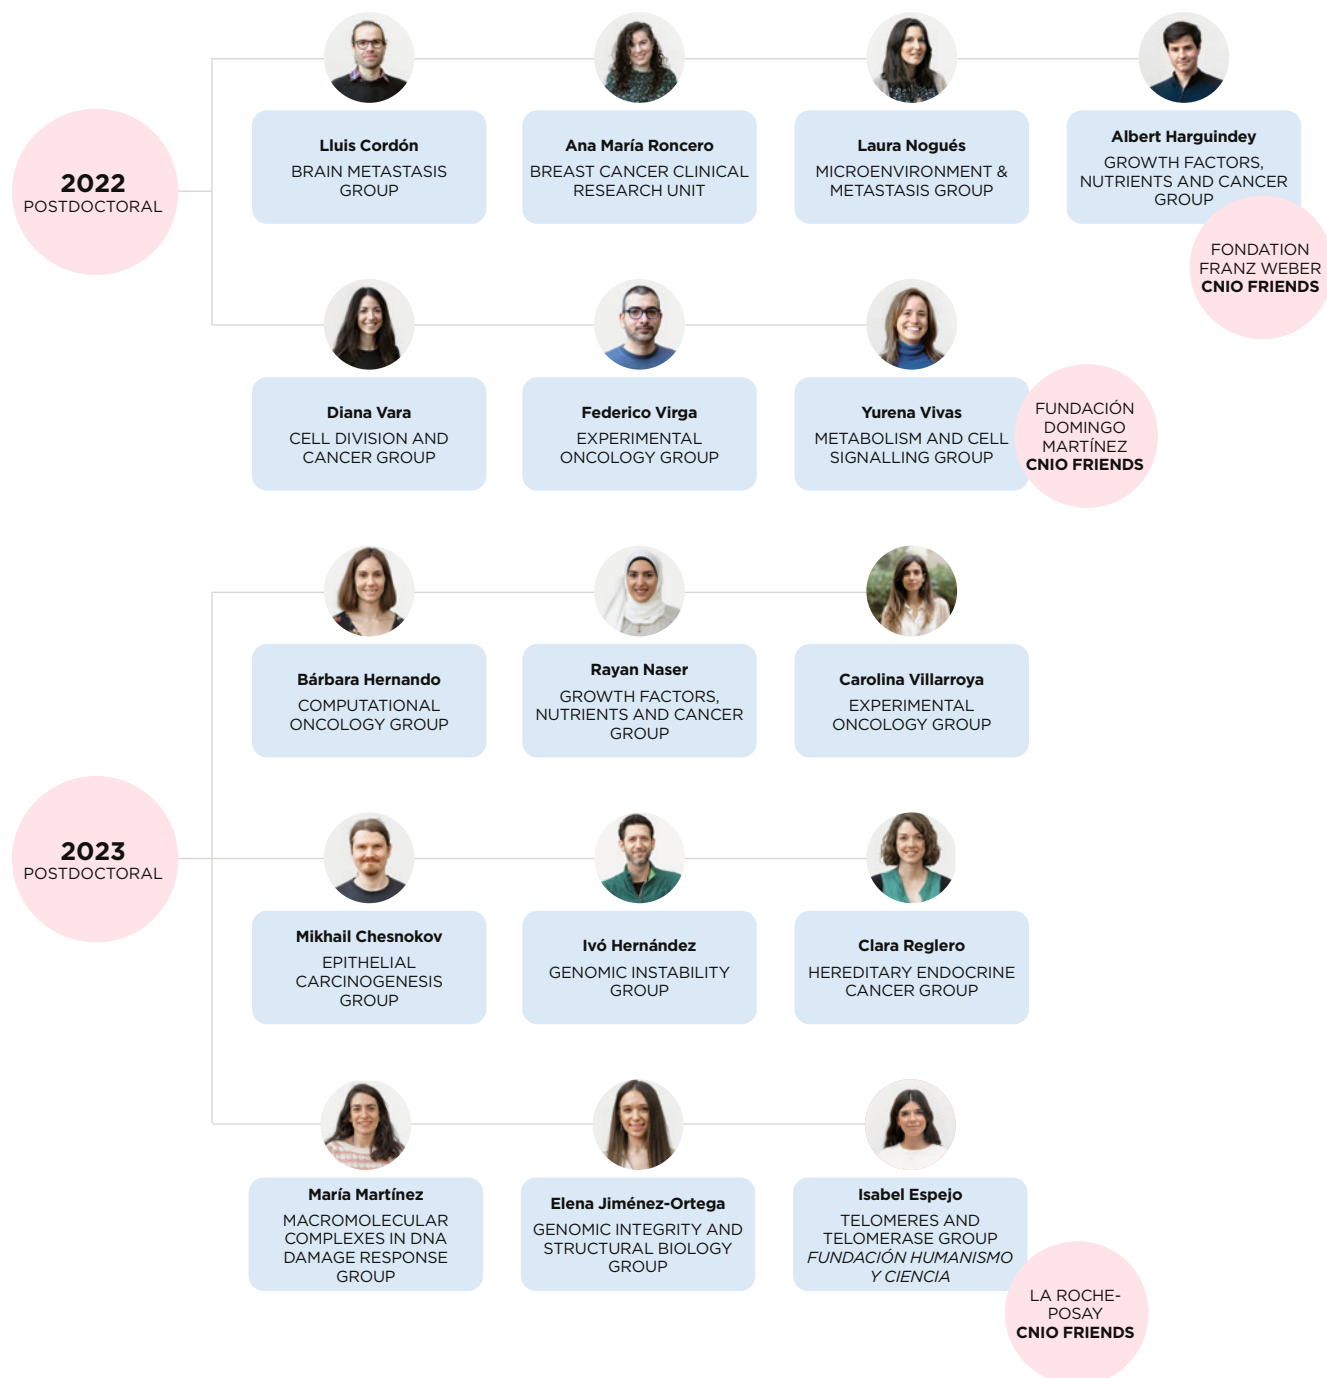 2022
POSTDOCTORAL
Lluis Cordón
BRAIN METASTASIS
GROUP
Ana María Roncero
BREAST CANCER CLINICAL
RESEARCH UNIT
Laura Nogués
MICROENVIRONMENT &
METASTASIS GROUP
Albert Harguindey
GROWTH FACTORS,
NUTRIENTS AND CANCER
GROUP
FONDATION
FRANZ WEBER
CNIO FRIENDS
Diana Vara
CELL DIVISION AND
CANCER GROUP
Federico Virga
EXPERIMENTAL
ONCOLOGY GROUP
Yurena Vivas
METABOLISM AND CELL
SIGNALLING GROUP
FUNDACIÓN
DOMINGO
MARTÍNEZ
CNIO FRIENDS
2023
POSTDOCTORAL
Bárbara Hernando
COMPUTATIONAL
ONCOLOGY GROUP
Rayan Naser
GROWTH FACTORS,
NUTRIENTS AND CANCER
GROUP
Carolina Villarroya
EXPERIMENTAL
ONCOLOGY GROUP
Mikhail Chesnokov
EPITHELIAL
CARCINOGENESIS
GROUP
Ivó Hernández
GENOMIC INSTABILITY
GROUP
Clara Reglero
HEREDITARY ENDOCRINE
CANCER GROUP
María Martínez
MACROMOLECULAR
COMPLEXES IN DNA
DAMAGE RESPONSE
GROUP
Elena Jiménez-Ortega
GENOMIC INTEGRITY AND
STRUCTURAL BIOLOGY
GROUP
Isabel Espejo
TELOMERES AND
TELOMERASE GROUP
FUNDACIÓN HUMANISMO
Y CIENCIA
LA ROCHE-
POSAY
CNIO FRIENDS